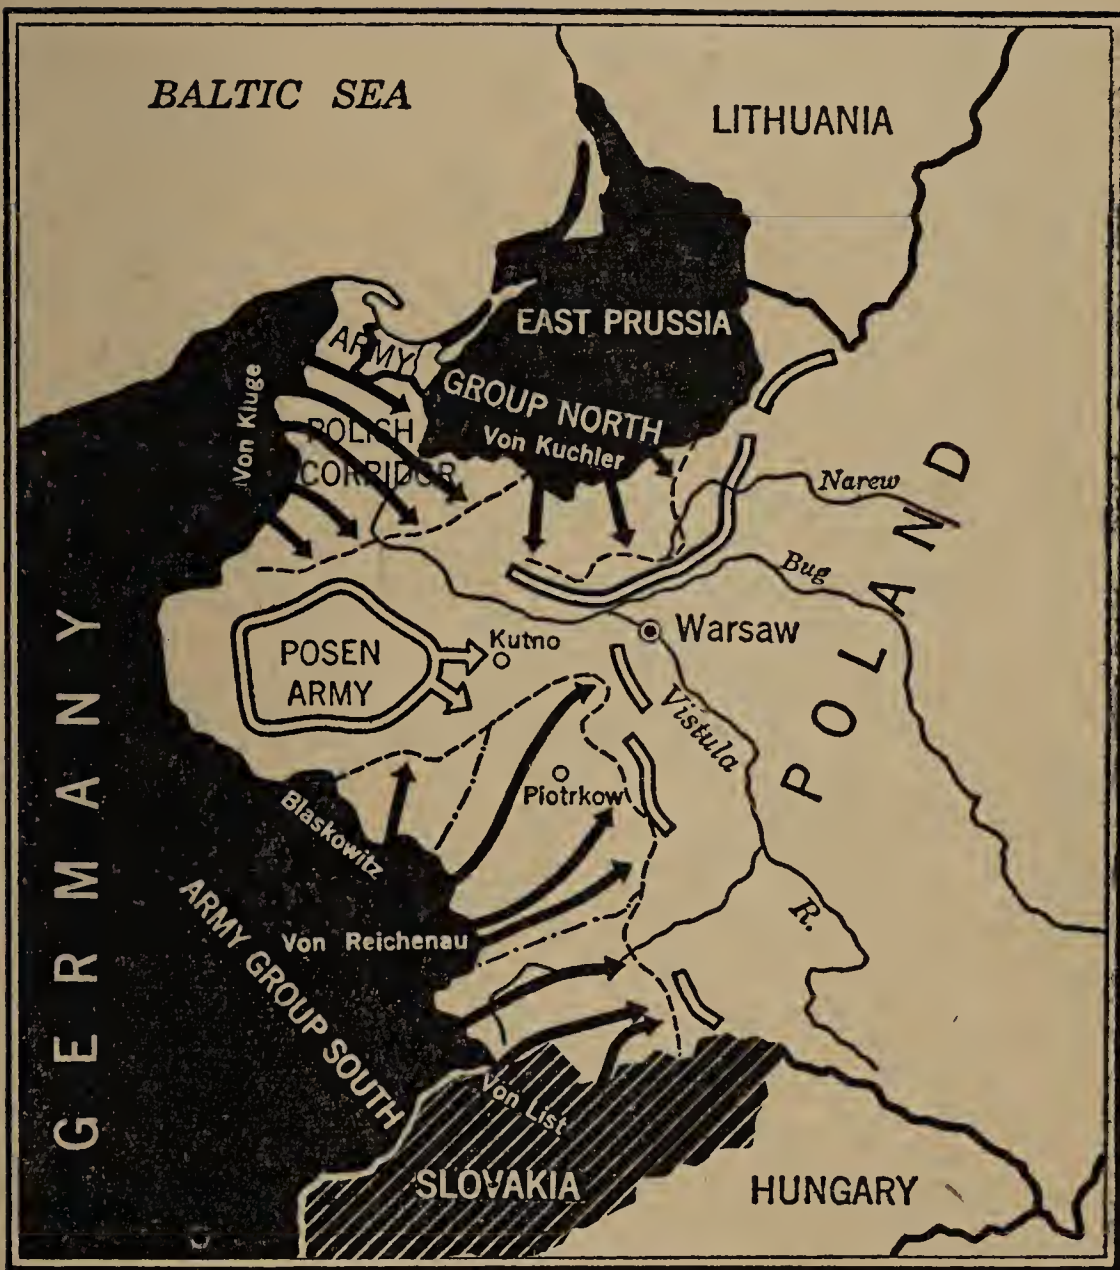 BALTIC SEA
LITHUANIA
EAST PRUSSIA
ARMY
GROUP NORTH
Von Kluge
POLISH
CORRIDOR
Von Kuchler
Narew
Bug
POLAND
Warsaw
Kutno
POSEN
ARMY
Vistula
R.
Piotrkow
GERMANY
Blaskowitz
Von Reichenau
ARMY GROUP SOUTH
Von List
SLOVAKIA
HUNGARY